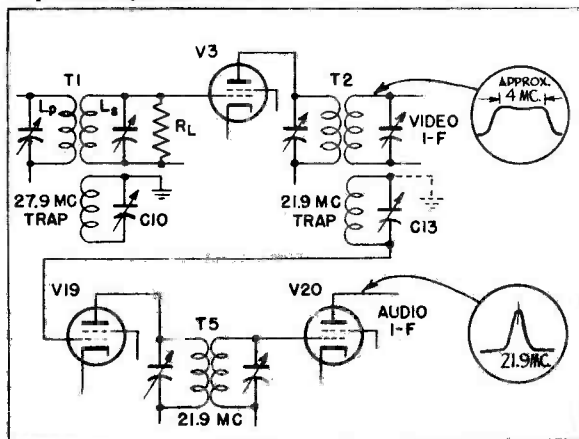 V3
T1
T2
Lp
Ls
RL
APPROX.
4 MC.
VIDEO
I-F
27.9 MC
TRAP
C10
21.9 MC
TRAP
C13
V19
V20
T5
AUDIO
I-F
21.9 MC
21.9MC.